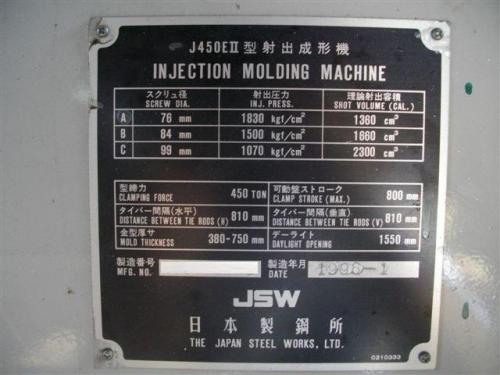 J450EII型射出成形機
INJECTION MOLDING MACHINE
スクリュ径 射出圧力 理論射出容積
SCREW DIA. INJ. PRESS. SHOT VOLUME (CAL.)
A 76 mm 1830 kgf/cm² 1360 cm³
B 84 mm 1500 kgf/cm² 1660 cm³
C 99 mm 1070 kgf/cm² 2300 cm³
型締力 450 TON 可動盤ストローク 800 mm
CLAMPING FORCE CLAMP STROKE (MAX.)
タイバー間隔(水平) 810 mm タイバー間隔(垂直) 810 mm
DISTANCE BETWEEN TIE RODS (H) DISTANCE BETWEEN TIE RODS (V)
金型厚サ 380-750 mm デーライト 1550 mm
MOLD THICKNESS DAYLIGHT OPENING
製造番号 製造年月 1996-1
MFG. NO. DATE
JSW
日本製鋼所
THE JAPAN STEEL WORKS, LTD.
0210333